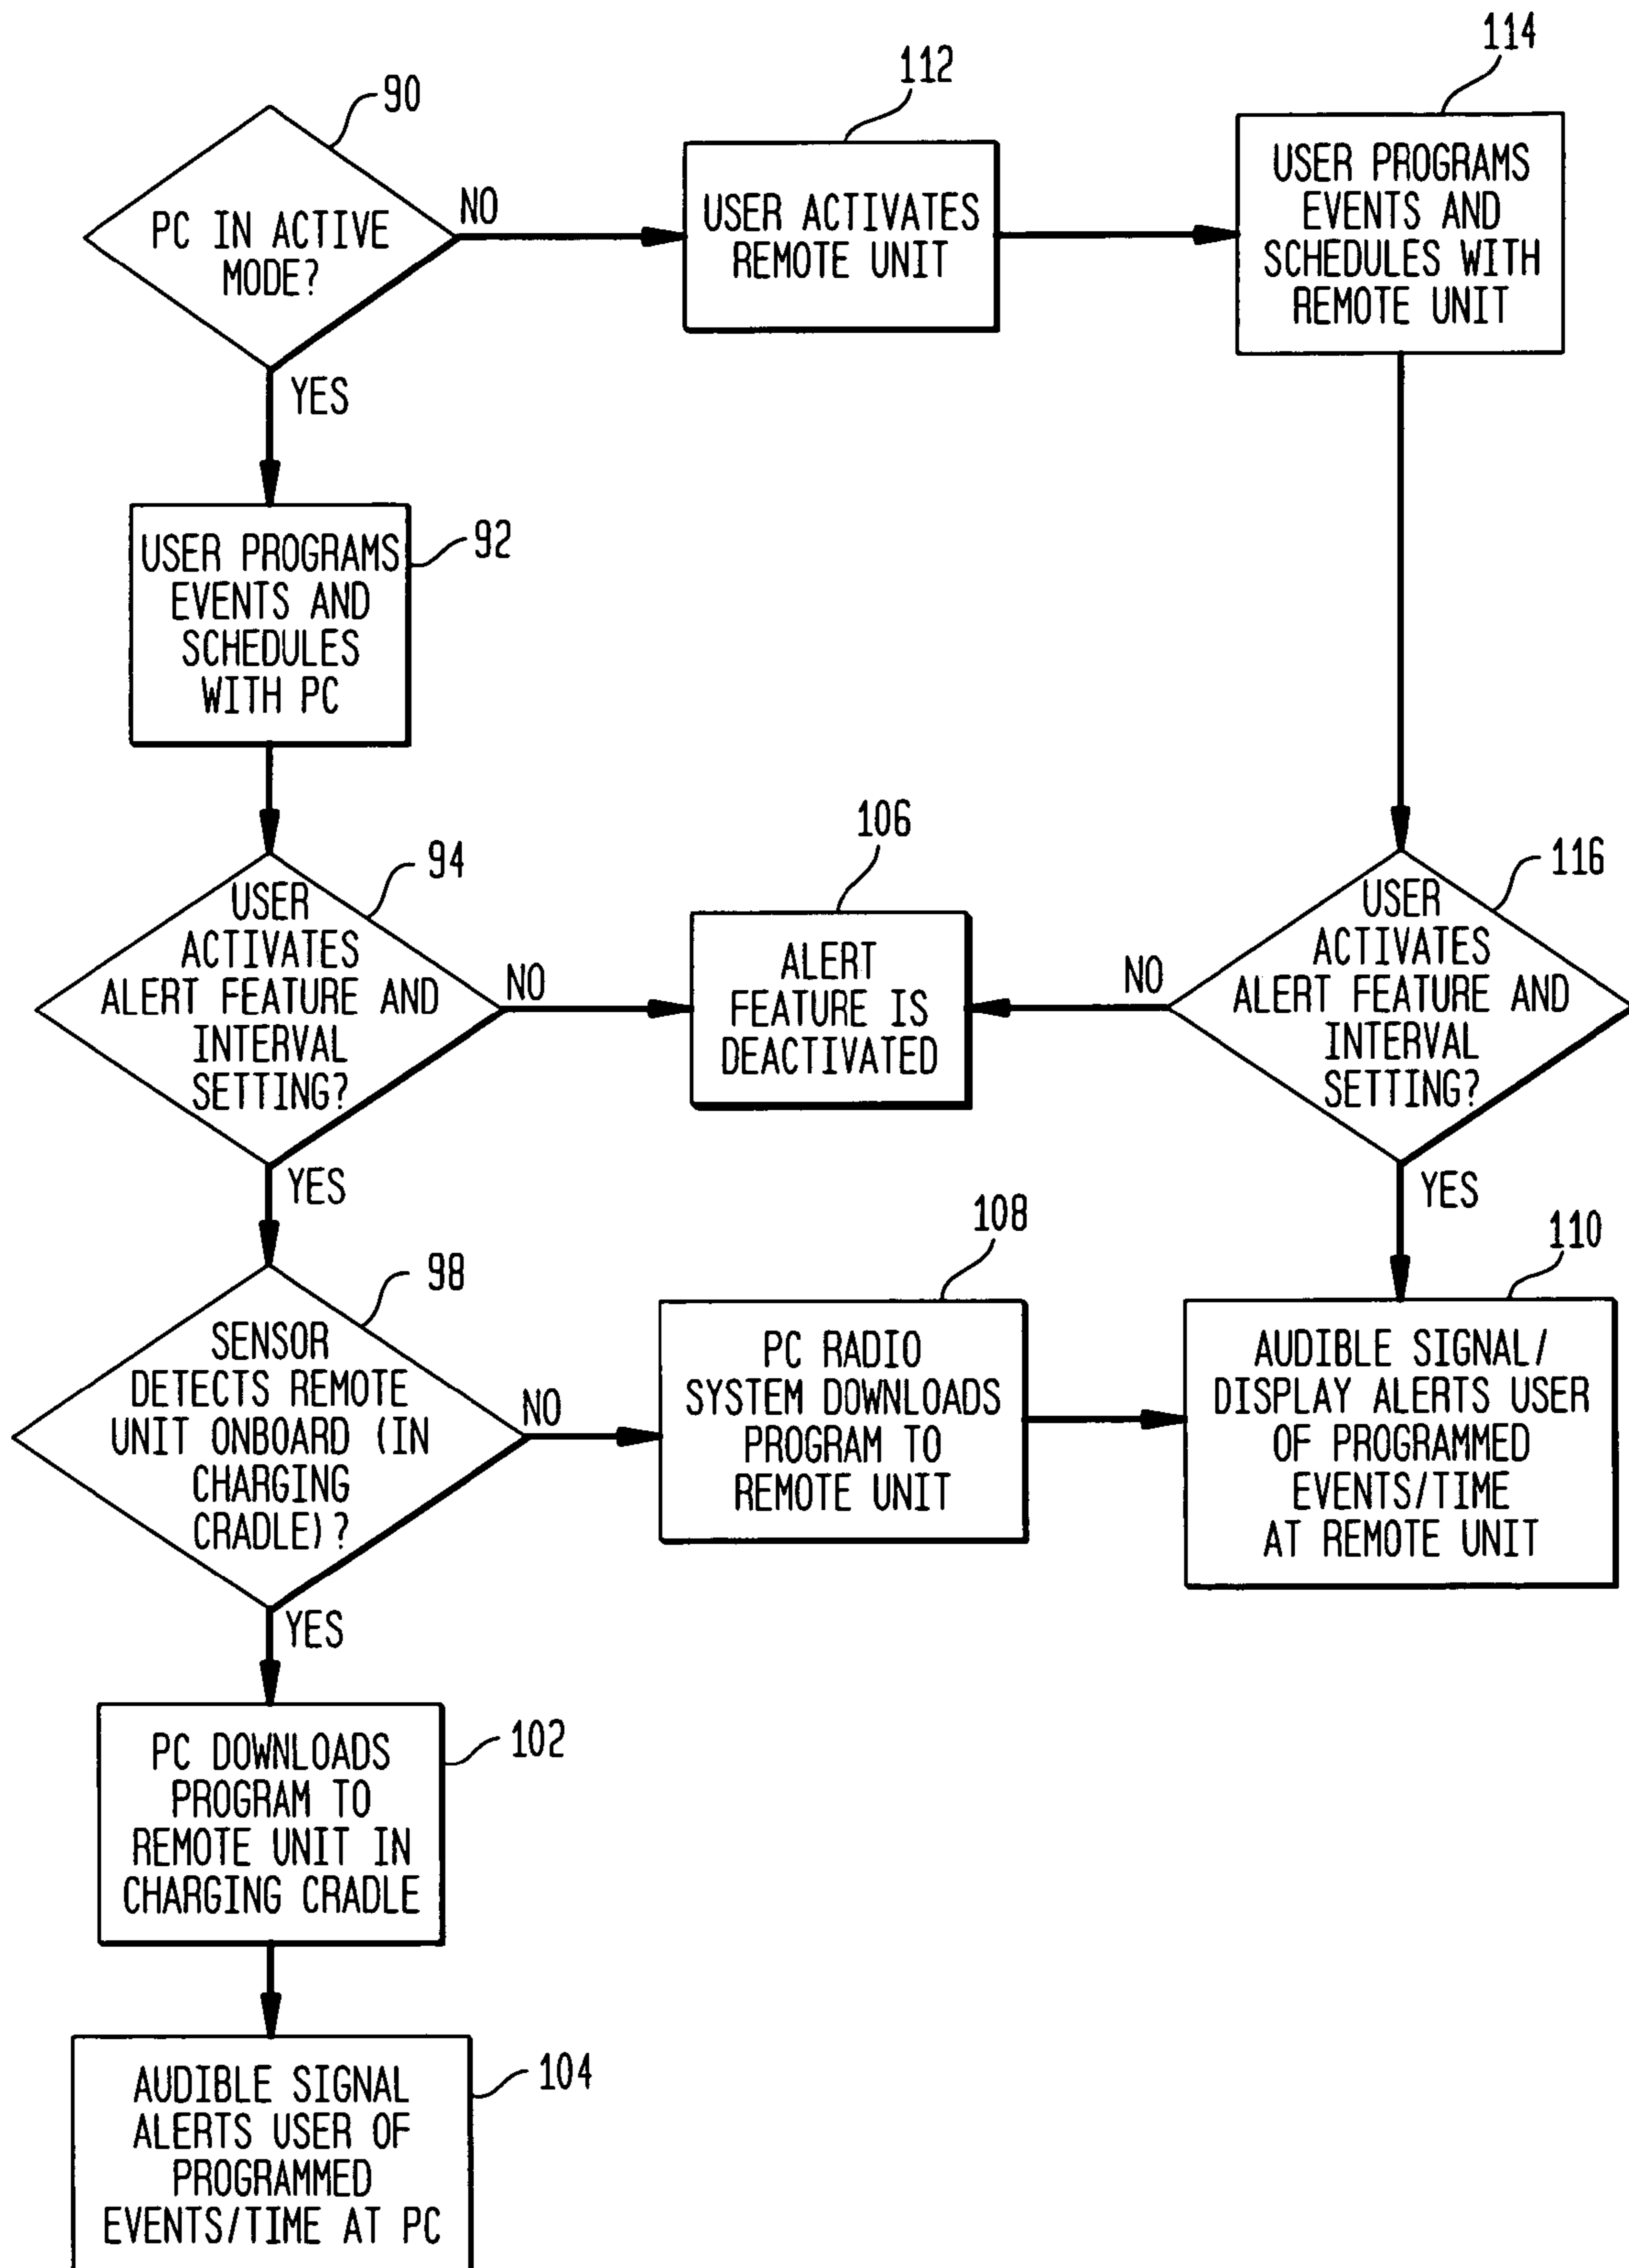 90
PC IN ACTIVE
MODE?
NO
YES
112
USER ACTIVATES
REMOTE UNIT
114
USER PROGRAMS
EVENTS AND
SCHEDULES WITH
REMOTE UNIT
92
USER PROGRAMS
EVENTS AND
SCHEDULES
WITH PC
94
USER
ACTIVATES
ALERT FEATURE AND
INTERVAL
SETTING?
NO
YES
106
ALERT
FEATURE IS
DEACTIVATED
116
USER
ACTIVATES
ALERT FEATURE AND
INTERVAL
SETTING?
NO
YES
98
SENSOR
DETECTS REMOTE
UNIT ONBOARD (IN
CHARGING
CRADLE)?
NO
YES
108
PC RADIO
SYSTEM DOWNLOADS
PROGRAM TO
REMOTE UNIT
110
AUDIBLE SIGNAL/
DISPLAY ALERTS USER
OF PROGRAMMED
EVENTS/TIME
AT REMOTE UNIT
102
PC DOWNLOADS
PROGRAM TO
REMOTE UNIT IN
CHARGING CRADLE
104
AUDIBLE SIGNAL
ALERTS USER OF
PROGRAMMED
EVENTS/TIME AT PC